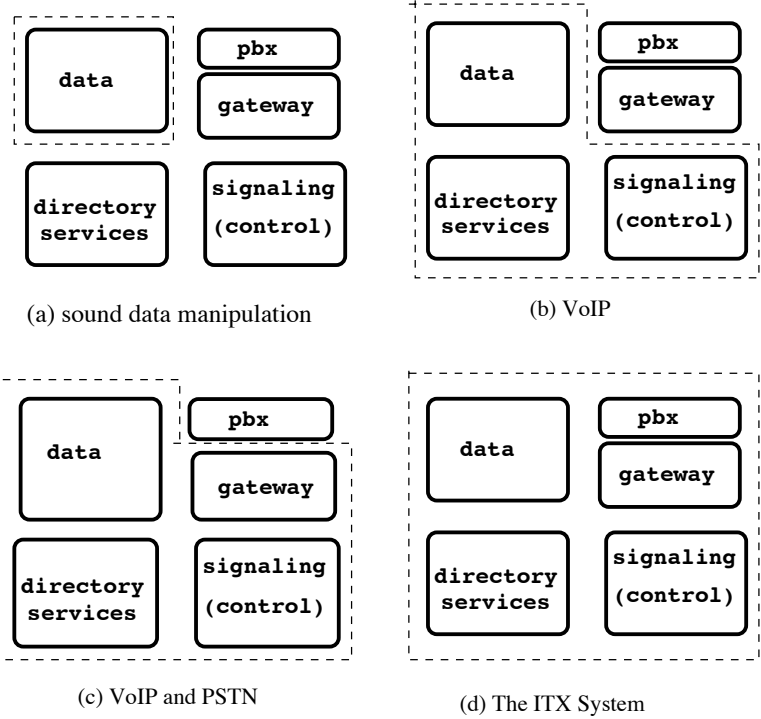 data
pbx
gateway
directory
services
signaling
(control)
(a) sound data manipulation
data
pbx
gateway
directory
services
signaling
(control)
(b) VoIP
data
pbx
gateway
directory
services
signaling
(control)
(c) VoIP and PSTN
data
pbx
gateway
directory
services
signaling
(control)
(d) The ITX System